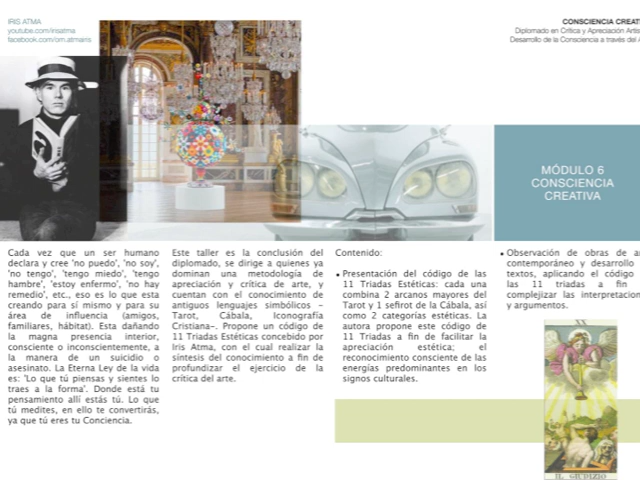 IRIS ATMA
youtube.com/irisatma
facebook.com/om.atmaris
CONSCIENCIA
Diplomado en Crítica y Apreciación
Desarrollo de la Consciencia a través del
MÓDULO 6
CONSCIENCIA
CREATIVA
Cada vez que un ser humano
declara y cree 'no puedo', 'no soy',
'no tengo', 'tengo miedo', 'tengo
hambre', 'estoy enfermo', 'no hay
remedio', etc., eso es lo que esta
creando para sí mismo y para su
área de influencia (amigos,
familiares, hábitat). Esta dañando
la magna presencia interior,
consciente o inconscientemente, a
la manera de un suicidio o
asesinato. La Eterna Ley de la vida
es: 'Lo que tú piensas y sientes lo
traes a la forma'. Donde está tu
pensamiento allí estás tú. Lo que
tú medites, en ello te convertirás,
ya que tú eres tu Conciencia.
Este taller es la conclusión del
diplomado, se dirige a quienes ya
dominan una metodología de
apreciación y crítica de arte, y
cuentan con el conocimiento de
antiguos lenguajes simbólicos –
Tarot, Cábala, Iconografía
Cristiana–. Propone un código de
11 Triadas Estéticas concebido por
Iris Atma, con el cual realizar la
síntesis del conocimiento a fin de
profundizar el ejercicio de la
crítica del arte.
Contenido:
• Presentación del código de las
11 Triadas Estéticas: cada una
combina 2 arcanos mayores del
Tarot y 1 sefirot de la Cábala, así
como 2 categorías estéticas. La
autora propone este código de
11 Triadas a fin de facilitar la
apreciación estética; el
reconocimiento consciente de las
energías predominantes en los
signos culturales.
• Observación de obras de
contemporáneo y desarrollo
textos, aplicando el código
las 11 triadas a fin
complejizar las
y argumentos.
XX
IL GIUDIZIO